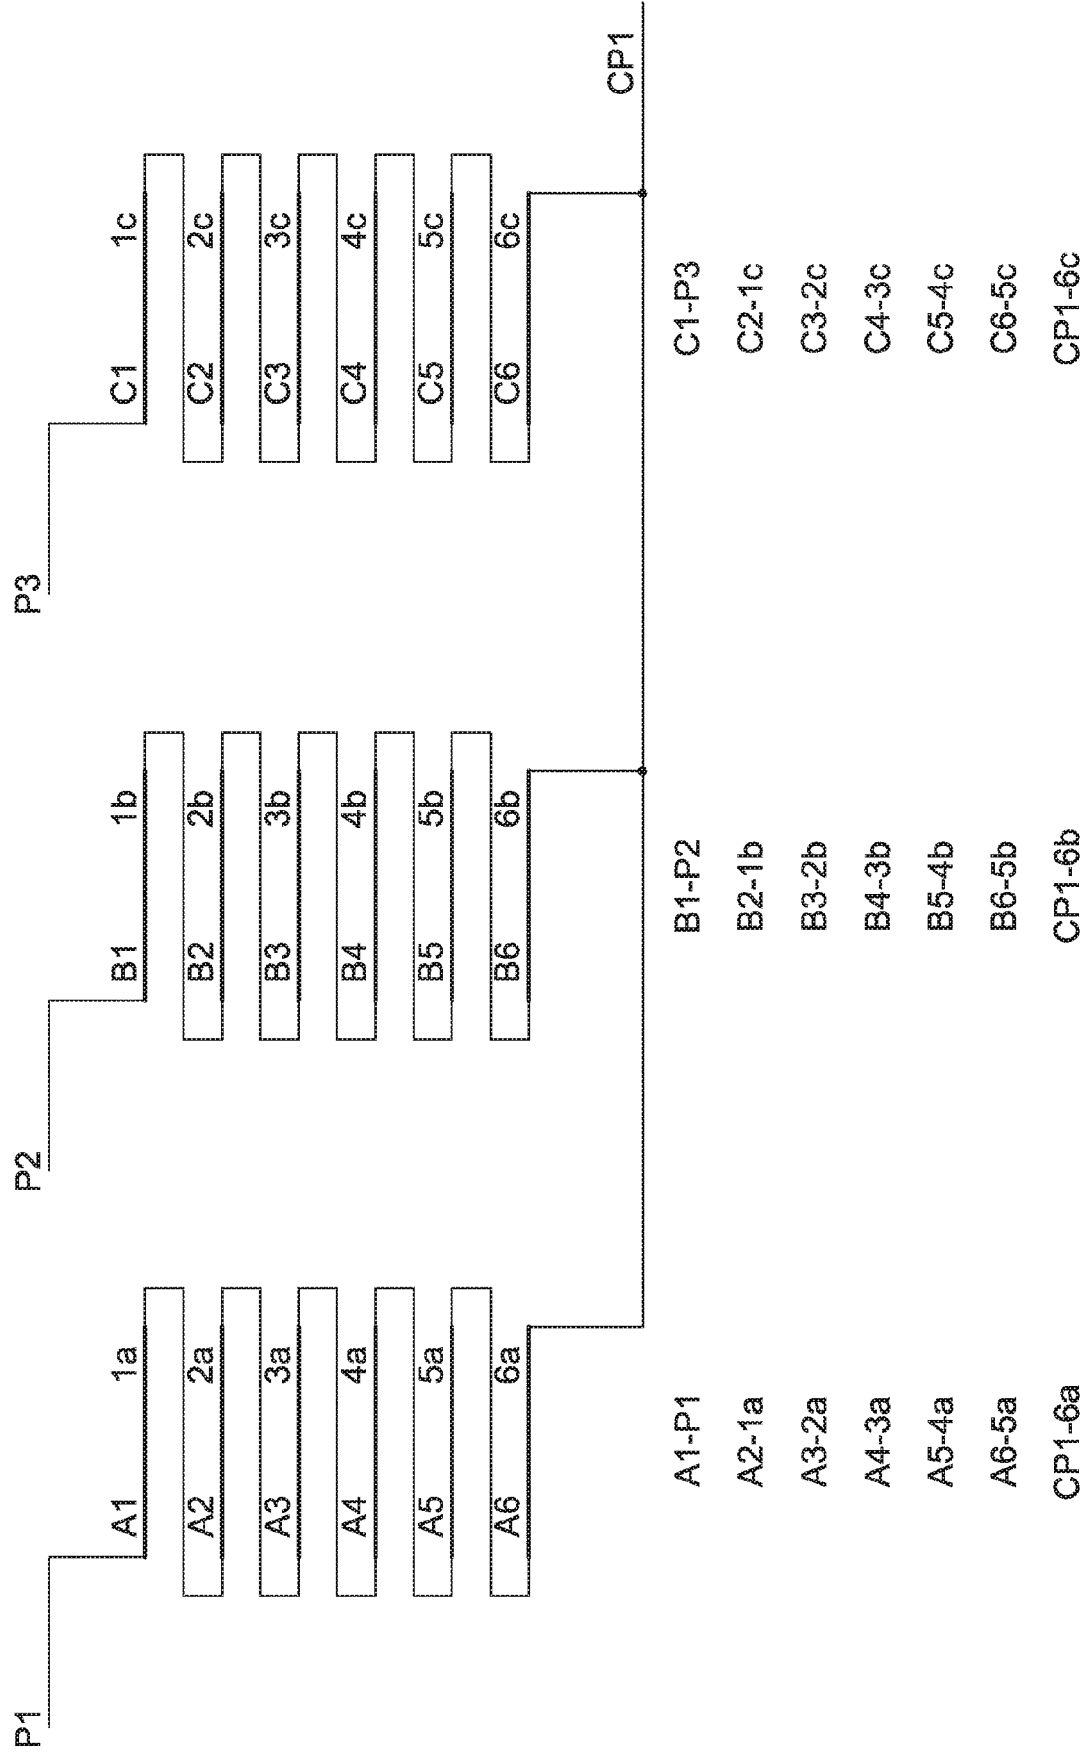 P1
P2
P3
A1 1a
B1 1b
C1 1c
A2 2a
B2 2b
C2 2c
A3 3a
B3 3b
C3 3c
A4 4a
B4 4b
C4 4c
A5 5a
B5 5b
C5 5c
A6 6a
B6 6b
C6 6c
CP1
A1-P1
B1-P2
C1-P3
A2-1a
B2-1b
C2-1c
A3-2a
B3-2b
C3-2c
A4-3a
B4-3b
C4-3c
A5-4a
B5-4b
C5-4c
A6-5a
B6-5b
C6-5c
CP1-6a
CP1-6b
CP1-6c